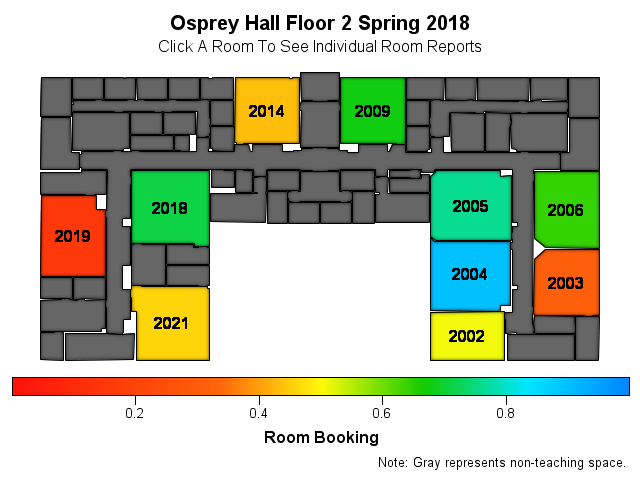 Osprey Hall Floor 2 Spring 2018
Click A Room To See Individual Room Reports
2014
2009
2018
2005
2006
2019
2004
2003
2021
2002
0.2 0.4 0.6 0.8
Room Booking
Note: Gray represents non-teaching space.